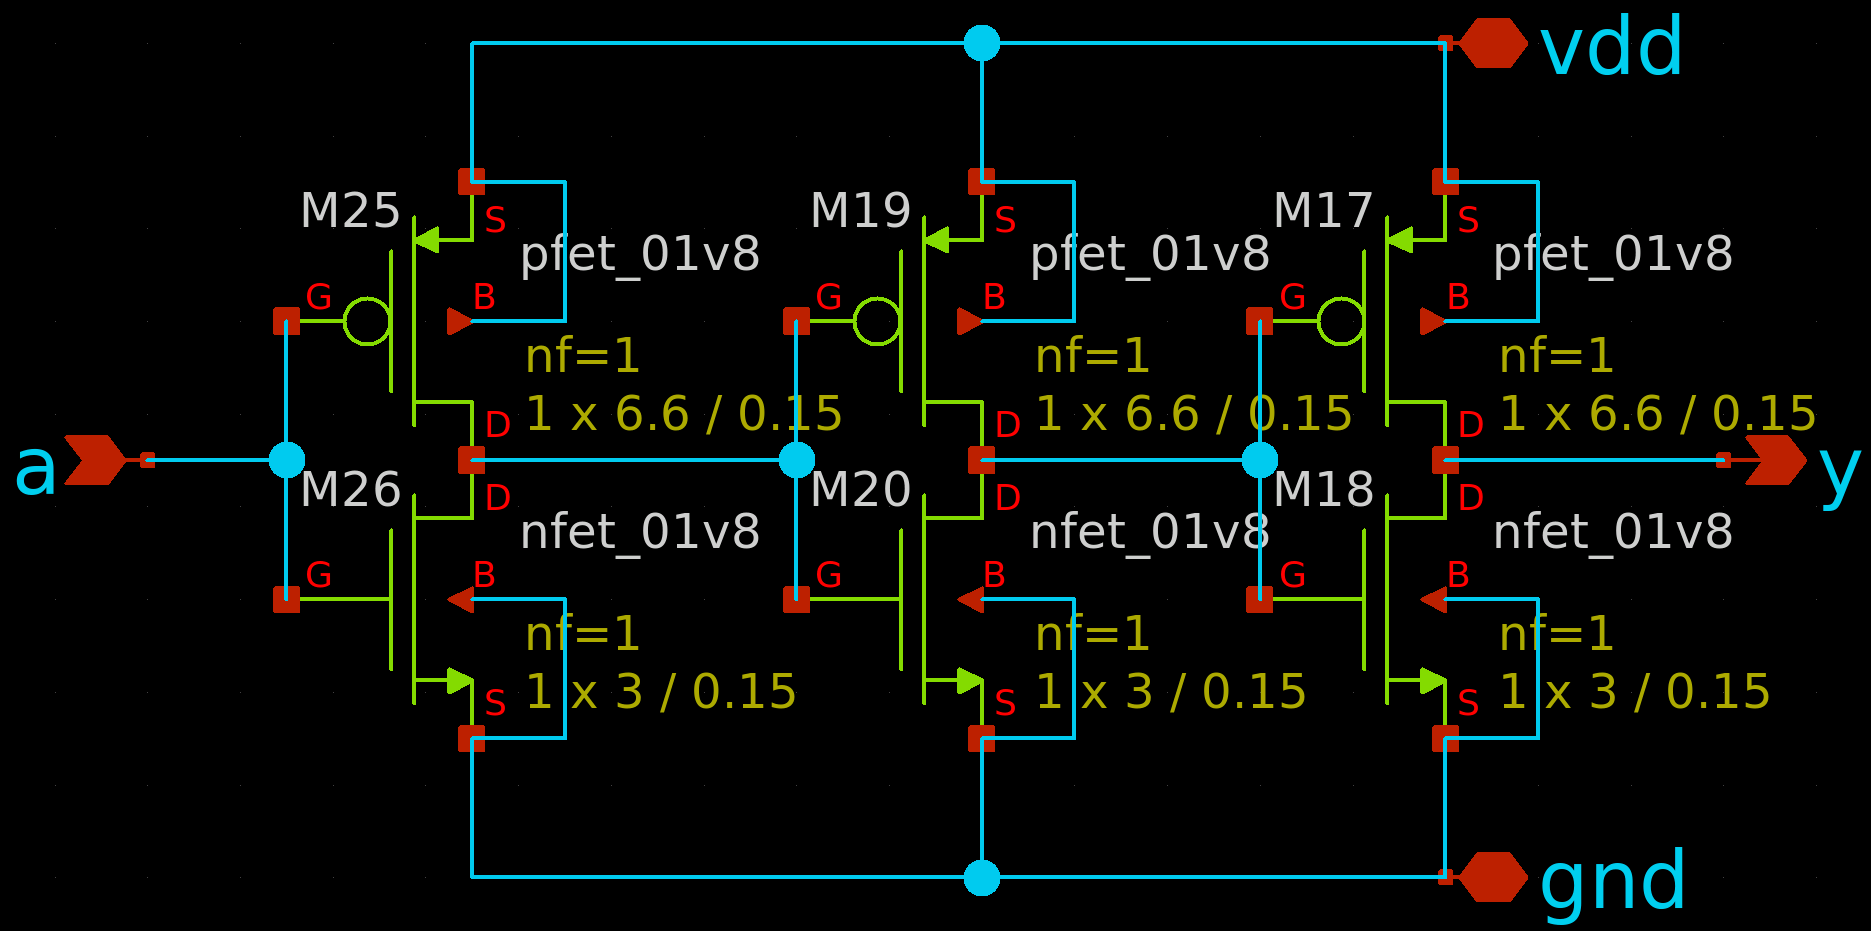 vdd
M25
S
pfet_01v8
G
B
nf=1
1 x 6.6 / 0.15
D
M19
S
pfet_01v8
G
B
nf=1
1 x 6.6 / 0.15
D
M17
S
pfet_01v8
G
B
nf=1
1 x 6.6 / 0.15
D
a
y
M26
D
nfet_01v8
G
B
nf=1
1 x 3 / 0.15
S
M20
D
nfet_01v8
G
B
nf=1
1 x 3 / 0.15
S
M18
D
nfet_01v8
G
B
nf=1
1 x 3 / 0.15
S
gnd